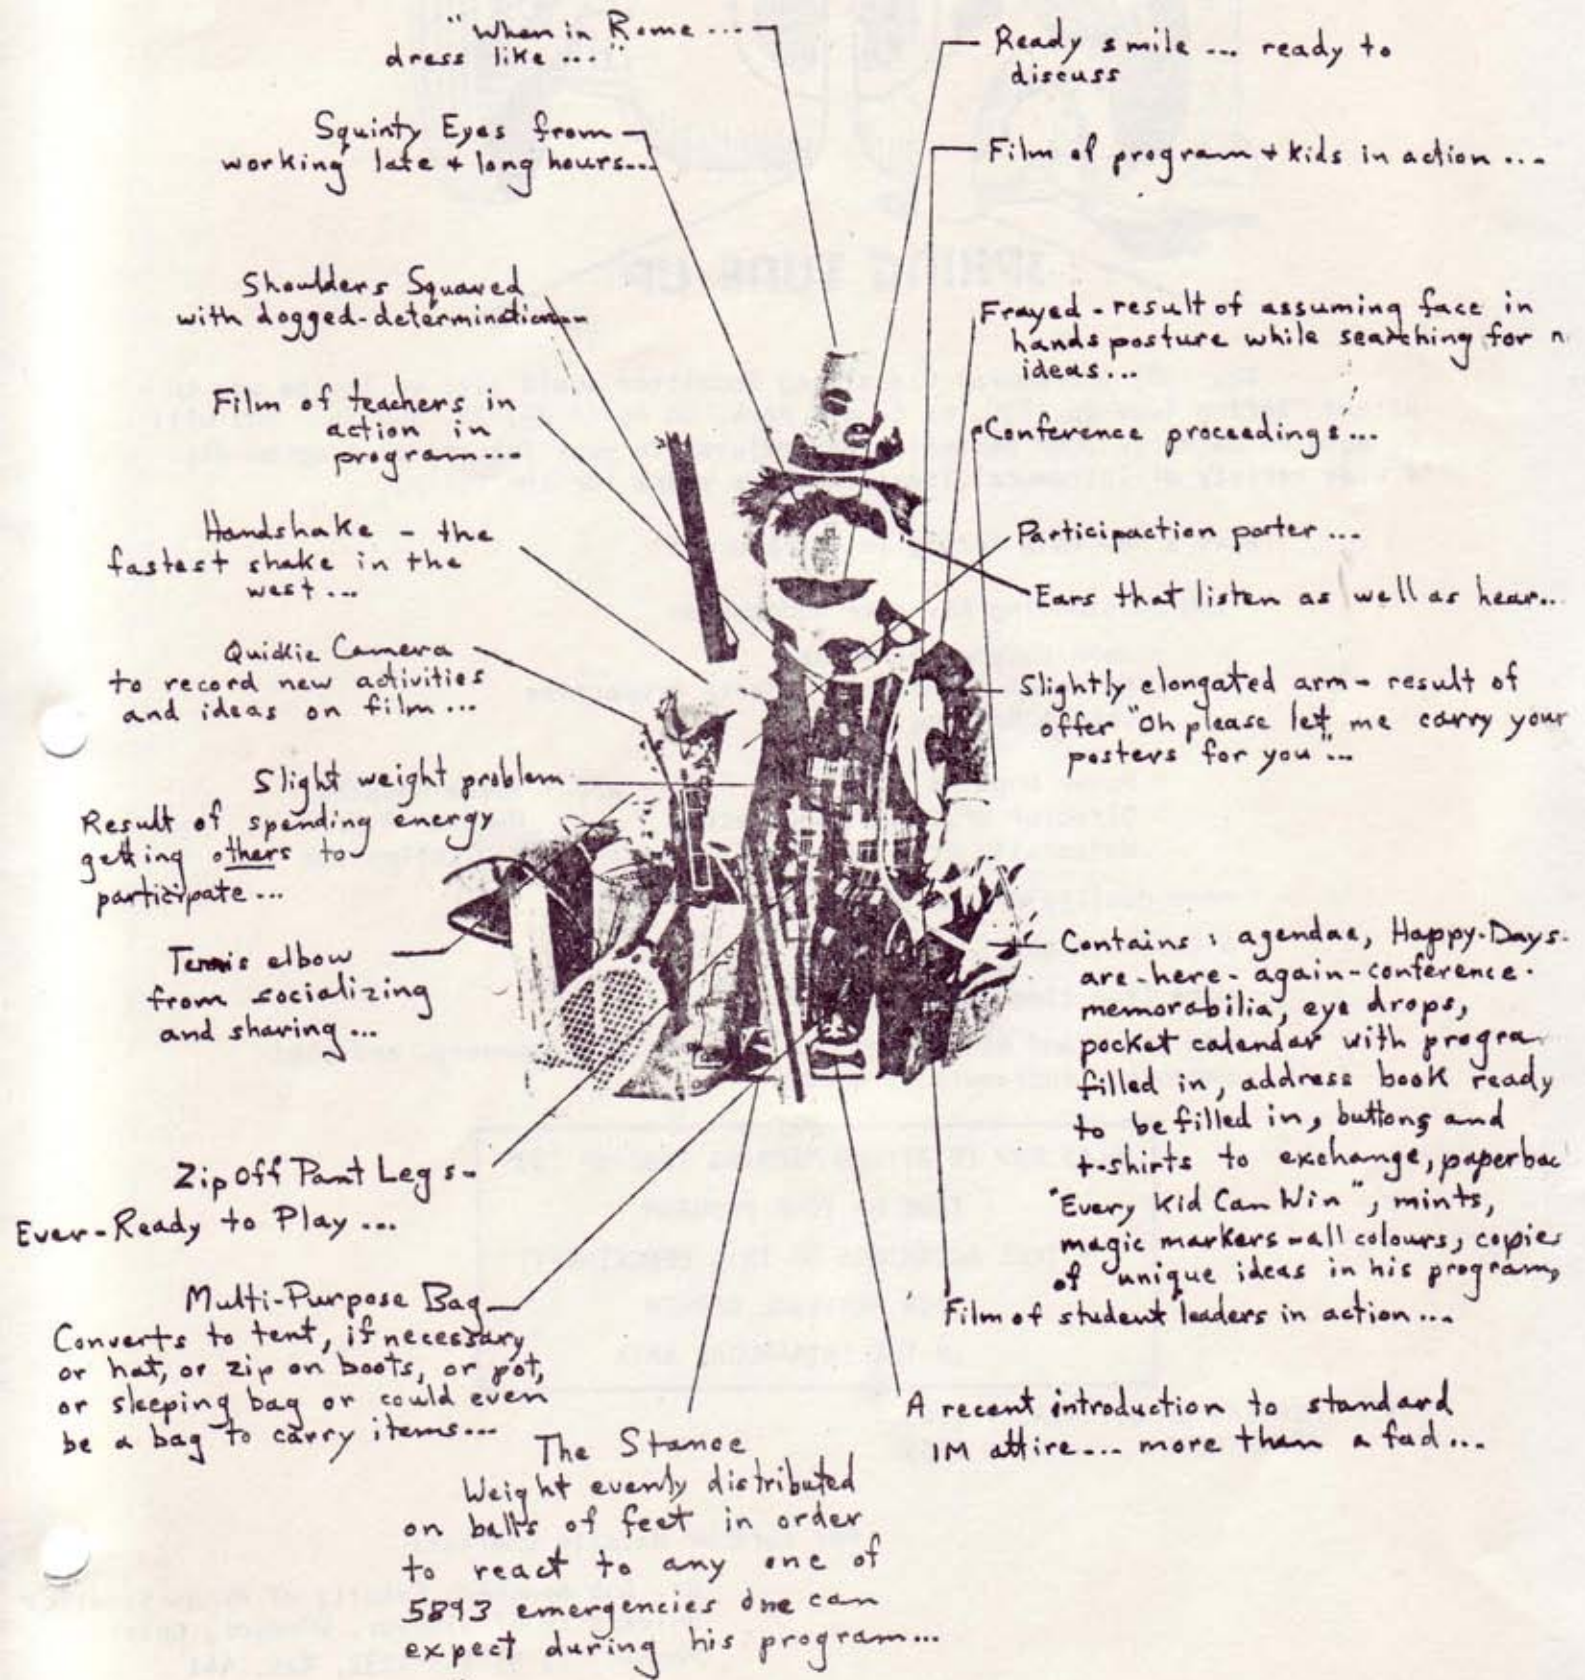 "When in Rome ...
dress like ..."
Squinty Eyes from
working late + long hours...
Shoulders Squared
with dogged-determination...
Film of teachers in
action in
program...
Handshake - the
fastest shake in the
west ...
Quickie Camera
to record new activities
and ideas on film ...
Slight weight problem
Result of spending energy
getting others to
participate ...
Tennis elbow
from socializing
and sharing ...
Zip Off Pant Legs -
Ever-Ready to Play ...
Multi-Purpose Bag
Converts to tent, if necessary
or hat, or zip on boots, or pot,
or sleeping bag or could even
be a bag to carry items...
The Stance
Weight evenly distributed
on balls of feet in order
to react to any one of
5893 emergencies one can
expect during his program...
Ready smile ... ready to
discuss
Film of program + kids in action ...
Frayed - result of assuming face in
hands posture while searching for n
ideas...
Conference proceedings...
Participaction poster ...
Ears that listen as well as hear...
Slightly elongated arm - result of
offer "Oh please let me carry your
posters for you"...
Contains : agendae, Happy-Days-
are-here-again-conference-
memorabilia, eye drops,
pocket calendar with progra
filled in, address book ready
to be filled in, buttons and
t-shirts to exchange, paperbac
"Every Kid Can Win", mints,
magic markers - all colours, copies
of unique ideas in his program,
Film of student leaders in action ...
A recent introduction to standard
IM attire... more than a fad ...